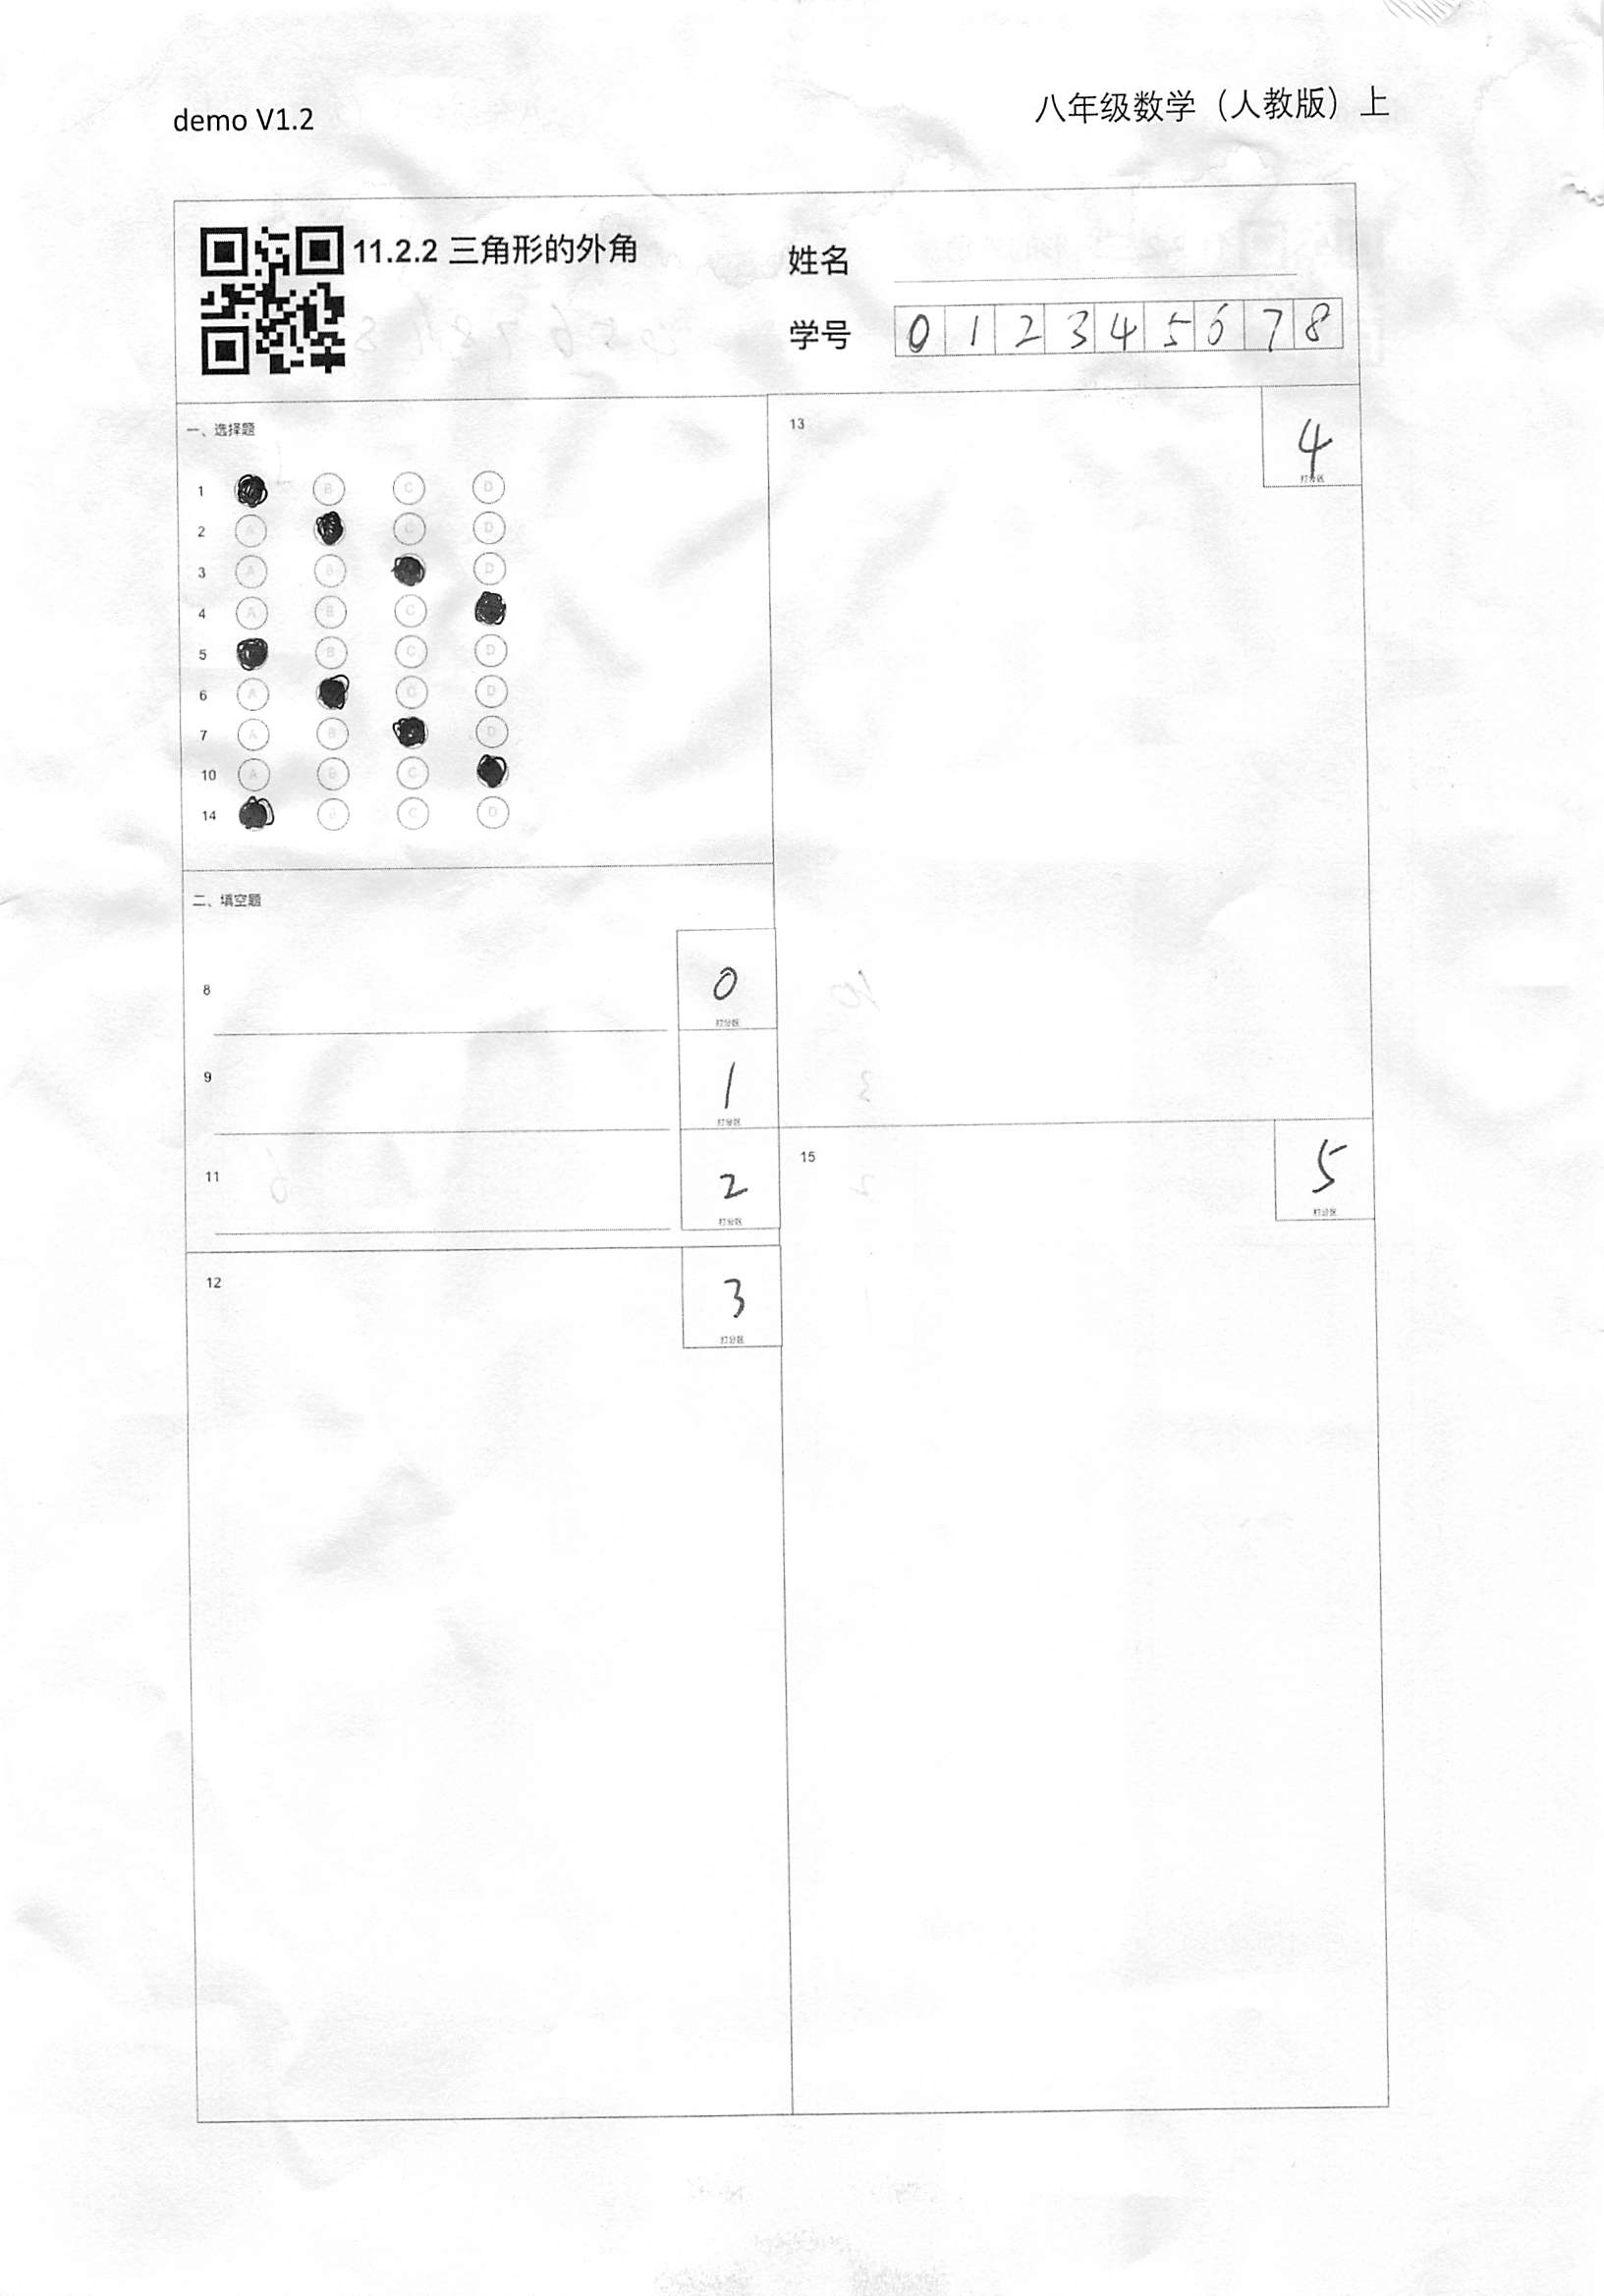 demo V1.2
八年级数学（人教版）上
11.2.2 三角形的外角
姓名
学号 0 1 2 3 4 5 6 7 8
一、选择题
1 B C D
2 A C D
3 A B D
4 A B C
5 B C D
6 A C D
7 A B D
10 A B C
14 B C D
二、填空题
8
0
打分区
9
1
打分区
11
2
打分区
12
3
打分区
13
4
打分区
15
5
打分区